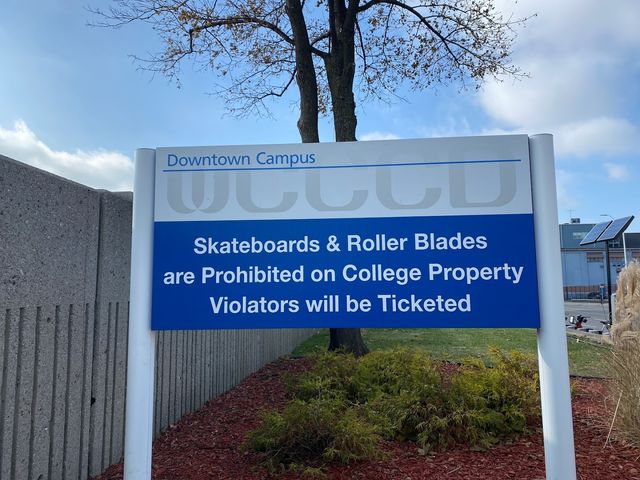 Downtown Campus
WCCCD
Skateboards & Roller Blades
are Prohibited on College Property
Violators will be Ticketed